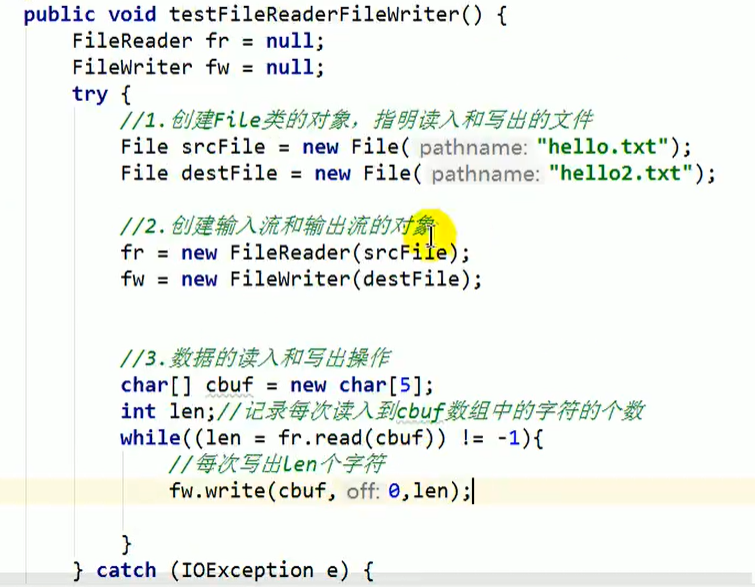 public void testFileReaderFileWriter() {
FileReader fr = null;
FileWriter fw = null;
try {
//1.创建File类的对象，指明读入和写出的文件
File srcFile = new File( pathname: "hello.txt");
File destFile = new File( pathname: "hello2.txt");
//2.创建输入流和输出流的对象
fr = new FileReader(srcFile);
fw = new FileWriter(destFile);
//3.数据的读入和写出操作
char[] cbuf = new char[5];
int len;//记录每次读入到cbuf数组中的字符的个数
while((len = fr.read(cbuf)) != -1){
//每次写出len个字符
fw.write(cbuf, off: 0,len);
}
} catch (IOException e) {